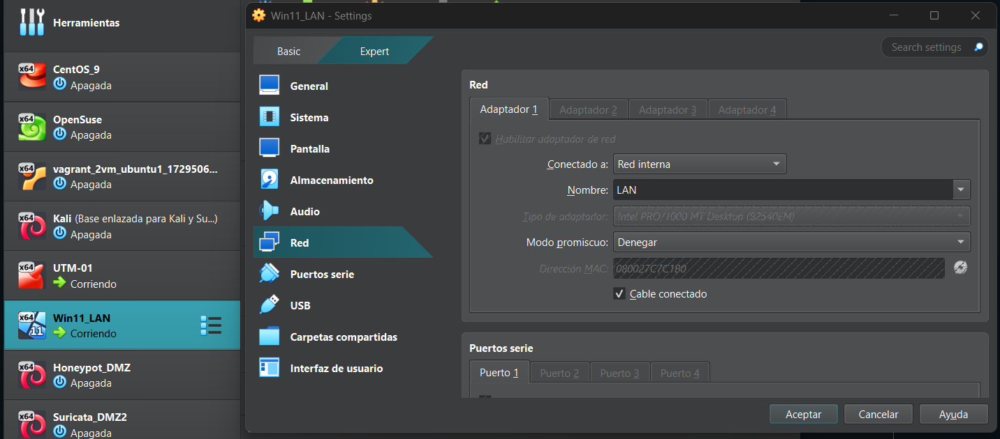 Herramientas
x64
CentOS_9
Apagada
x64
OpenSuse
Apagada
x64
vagrant_2vm_ubuntu1_1729506...
Apagada
x64
Kali (Base enlazada para Kali y Su...)
Apagada
x64
UTM-01
Corriendo
x64
11
Win11_LAN
Corriendo
x64
Honeypot_DMZ
Apagada
x64
Suricata_DMZ2
Apagada
Win11_LAN - Settings
Basic
Expert
Search settings
General
Sistema
Pantalla
Almacenamiento
Audio
Red
Puertos serie
USB
Carpetas compartidas
Interfaz de usuario
Red
Adaptador 1
Adaptador 2
Adaptador 3
Adaptador 4
Habilitar adaptador de red
Conectado a: Red interna
Nombre: LAN
Tipo de adaptador: Intel PRO/1000 MT Desktop (82540EM)
Modo promiscuo: Denegar
Dirección MAC: 080027C7C1B0
Cable conectado
Puertos serie
Puerto 1
Puerto 2
Puerto 3
Puerto 4
Aceptar
Cancelar
Ayuda